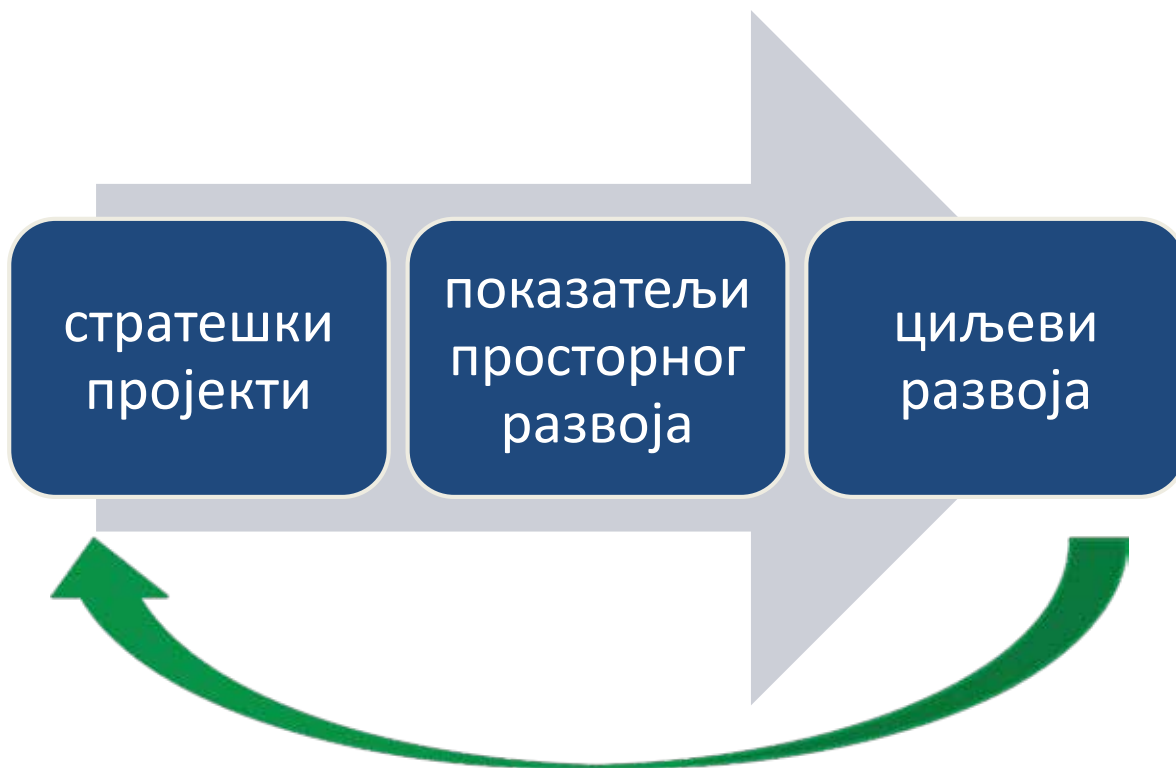 стратешки
пројекти
показатељи
просторног
развоја
циљеви
развоја